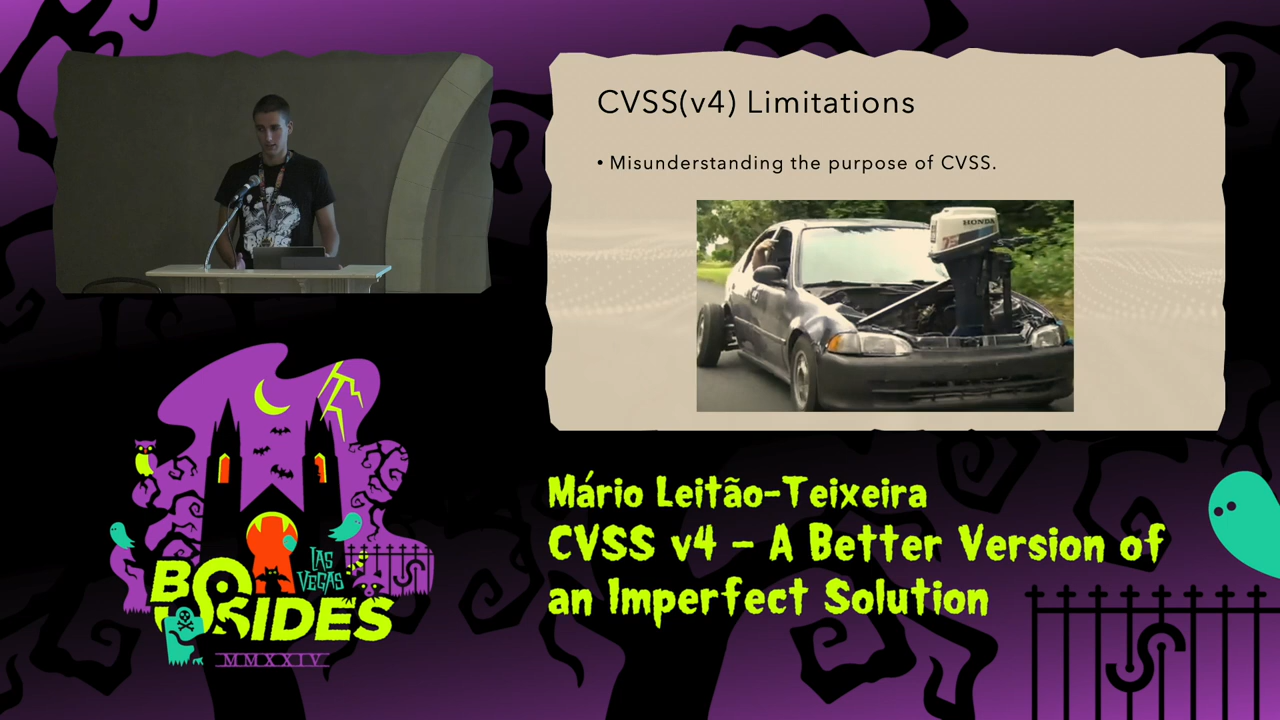 CVSS(v4) Limitations
• Misunderstanding the purpose of CVSS.
HONDA
75
Mário Leitão-Teixeira
CVSS v4 - A Better Version of
an Imperfect Solution
LAS
VEGAS
BSIDES
MMXXIV